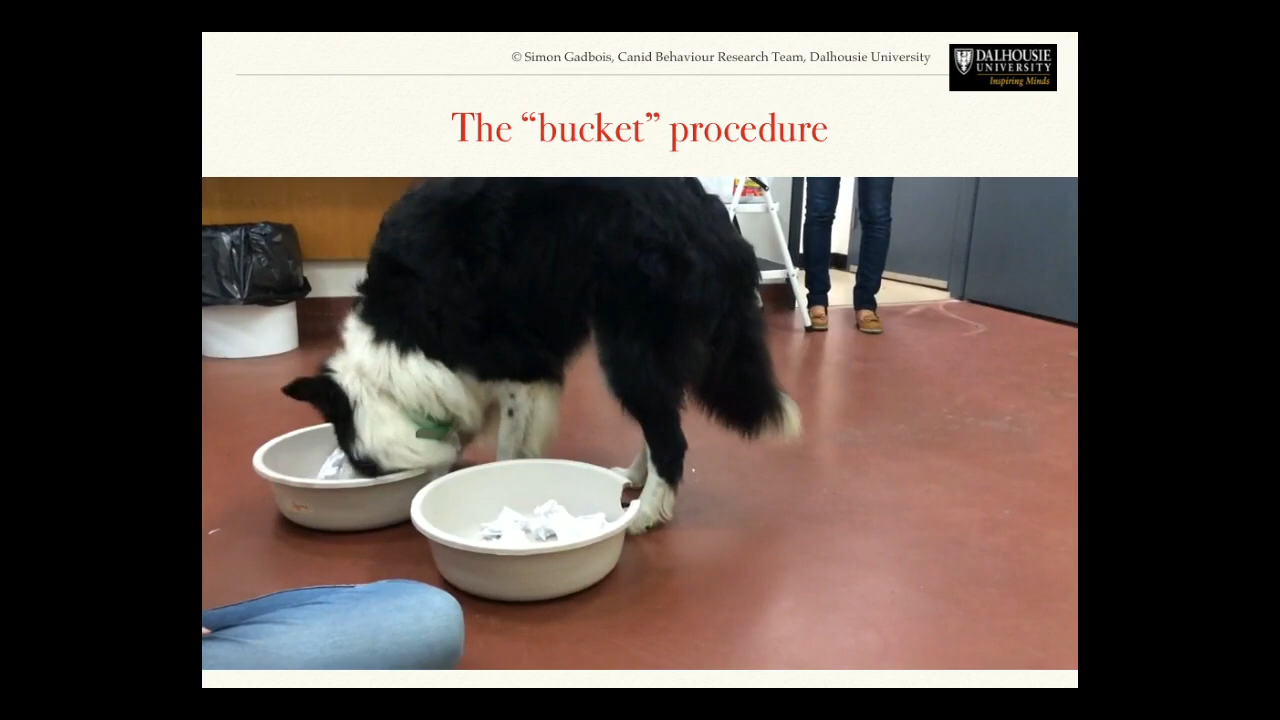 © Simon Gadbois, Canid Behaviour Research Team, Dalhousie University
DALHOUSIE
UNIVERSITY
Inspiring Minds
The “bucket” procedure